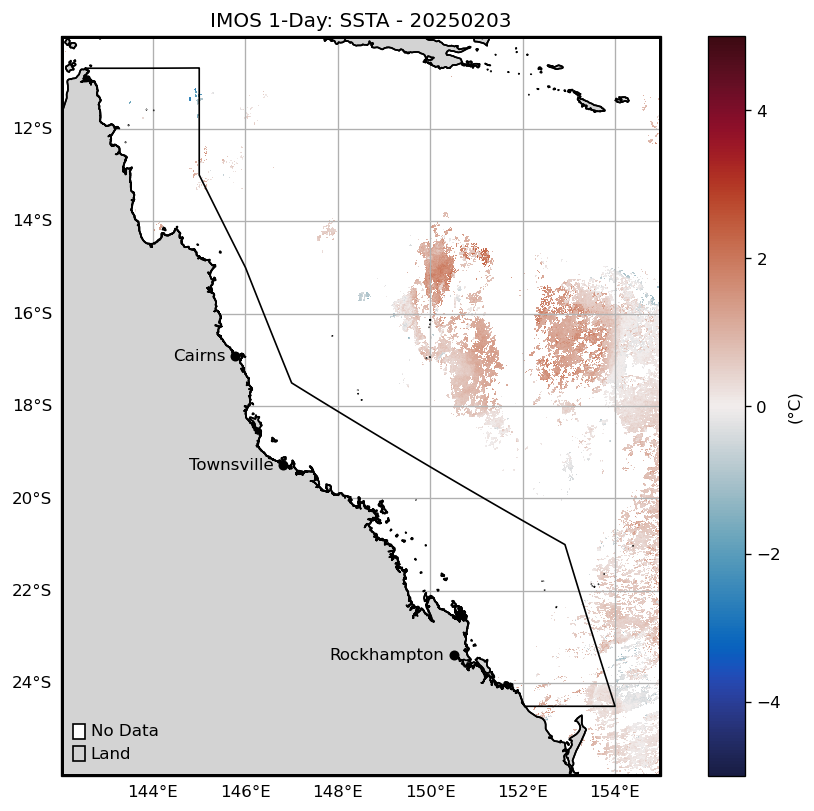 IMOS 1-Day: SSTA - 20250203
12°S
14°S
16°S
18°S
20°S
22°S
24°S
Cairns
Townsville
Rockhampton
No Data
Land
144°E 146°E 148°E 150°E 152°E 154°E
4
2
0
−2
−4
(°C)